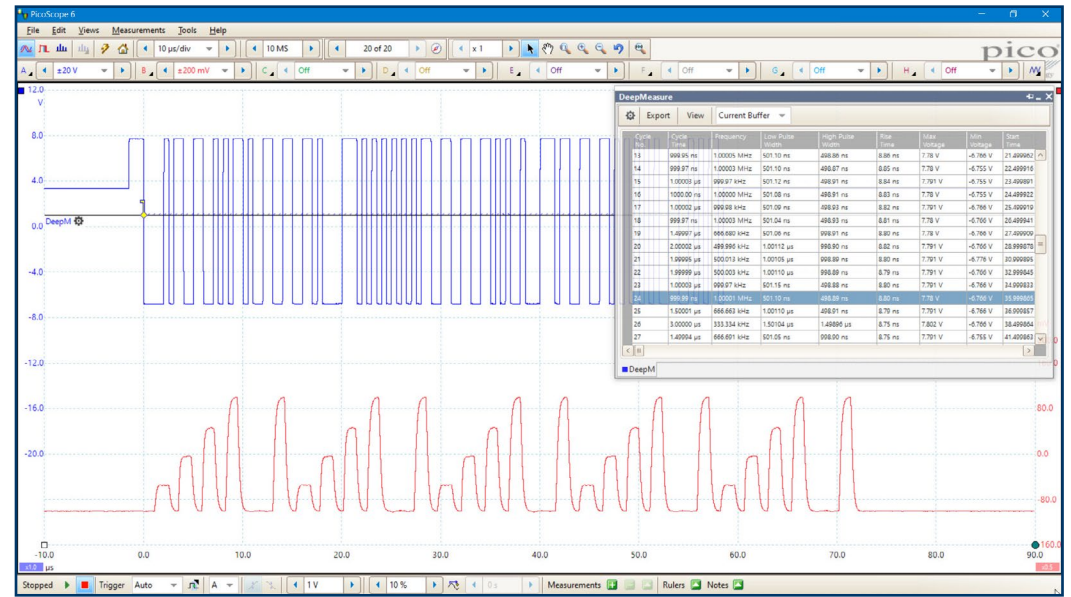 PicoScope 6
File Edit Views Measurements Tools Help
10 µs/div 10 MS 20 of 20 x 1
pico
A ±20 V B ±200 mV C Off D Off E Off F Off G Off H Off
12.0
V
8.0
4.0
0.0
-4.0
-8.0
-12.0
-16.0
-20.0
DeepM
DeepMeasure
Export View Current Buffer
Cycle No. Cycle Time Frequency Low Pulse Width High Pulse Width Rise Time Max Voltage Min Voltage Start Time
13 999.95 ns 1.00005 MHz 501.10 ns 498.86 ns 8.86 ns 7.78 V -6.766 V 21.499962
14 999.97 ns 1.00003 MHz 501.10 ns 498.87 ns 8.85 ns 7.78 V -6.755 V 22.499916
15 1.00003 µs 999.97 kHz 501.12 ns 498.91 ns 8.84 ns 7.791 V -6.755 V 23.499891
16 1000.00 ns 1.00000 MHz 501.08 ns 498.91 ns 8.83 ns 7.78 V -6.755 V 24.499922
17 1.00002 µs 999.98 kHz 501.09 ns 498.93 ns 8.82 ns 7.791 V -6.766 V 25.499919
18 999.97 ns 1.00003 MHz 501.04 ns 498.93 ns 8.81 ns 7.78 V -6.766 V 26.499941
19 1.49997 µs 666.680 kHz 501.06 ns 998.91 ns 8.80 ns 7.78 V -6.766 V 27.499909
20 2.00002 µs 499.996 kHz 1.00112 µs 998.90 ns 8.82 ns 7.791 V -6.766 V 28.999878
21 1.99995 µs 500.013 kHz 1.00105 µs 998.89 ns 8.80 ns 7.791 V -6.776 V 30.999895
22 1.99999 µs 500.003 kHz 1.00110 µs 998.89 ns 8.79 ns 7.791 V -6.766 V 32.999845
23 1.00003 µs 999.97 kHz 501.15 ns 498.88 ns 8.80 ns 7.791 V -6.766 V 34.999833
24 999.99 ns 1.00001 MHz 501.10 ns 498.89 ns 8.80 ns 7.78 V -6.766 V 35.999865
25 1.50001 µs 666.663 kHz 1.00110 µs 498.91 ns 8.79 ns 7.791 V -6.766 V 36.999857
26 3.00000 µs 333.334 kHz 1.50104 µs 1.49896 µs 8.75 ns 7.802 V -6.766 V 38.499864
27 666.691 kHz 501.05 ns 998.90 ns 8.75 ns 7.791 V -6.755 V 41.499863
DeepM
80.0
0.0
-80.0
-160.0
-10.0 0.0 10.0 20.0 30.0 40.0 50.0 60.0 70.0 80.0 90.0
x1.0 µs
Stopped Trigger Auto A 1 V 10 % 0 s Measurements Rulers Notes